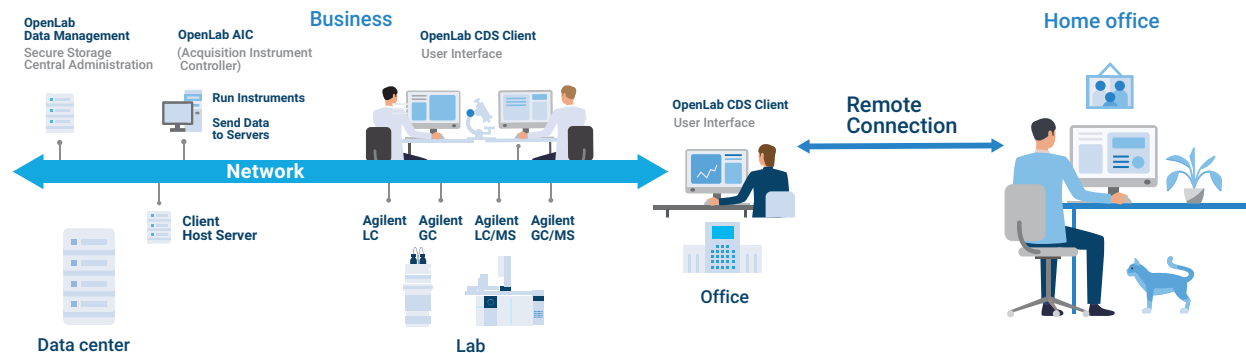 Business
Home office
OpenLab
Data Management
Secure Storage
Central Administration
OpenLab AIC
(Acquisition Instrument
Controller)
Run Instruments
Send Data
to Servers
OpenLab CDS Client
User Interface
OpenLab CDS Client
User Interface
Remote
Connection
Network
Client
Host Server
Agilent
LC
Agilent
GC
Agilent
LC/MS
Agilent
GC/MS
Office
Data center
Lab